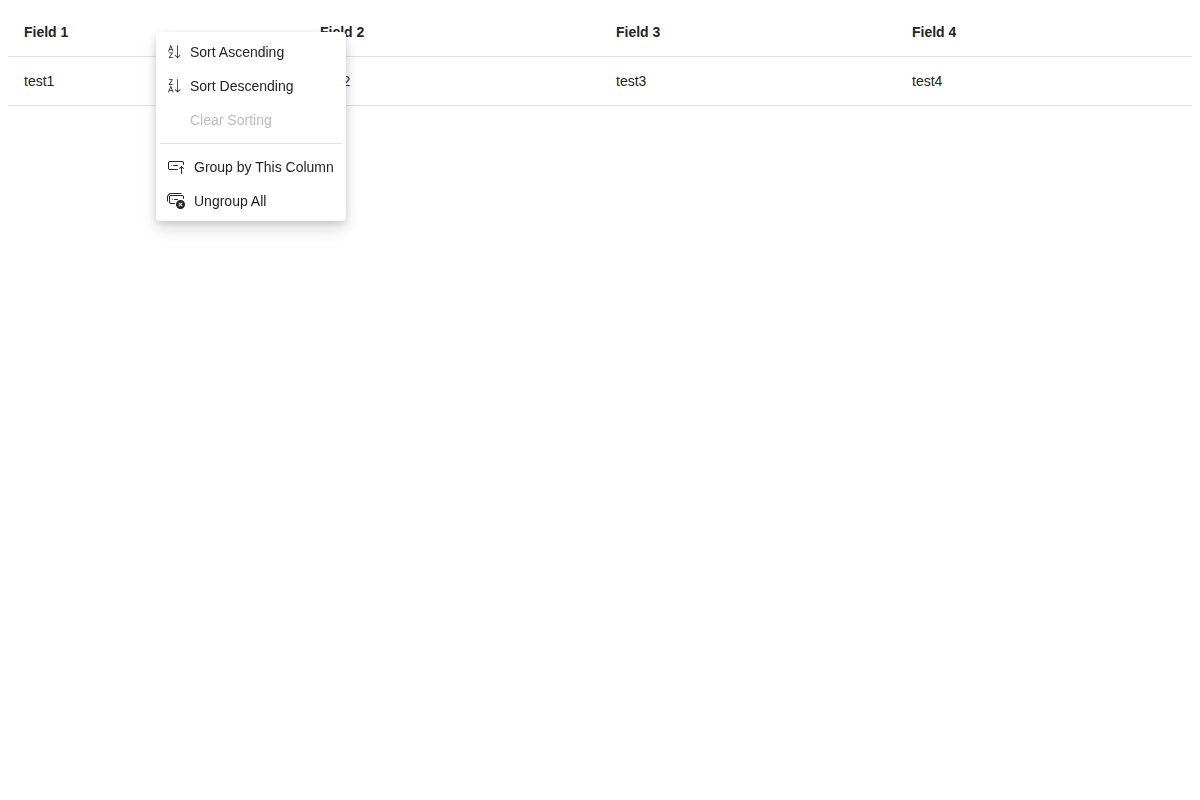 Field 1 Field 2 Field 3 Field 4
Sort Ascending
test1 2 test3 test4
Sort Descending
Clear Sorting
Group by This Column
Ungroup All